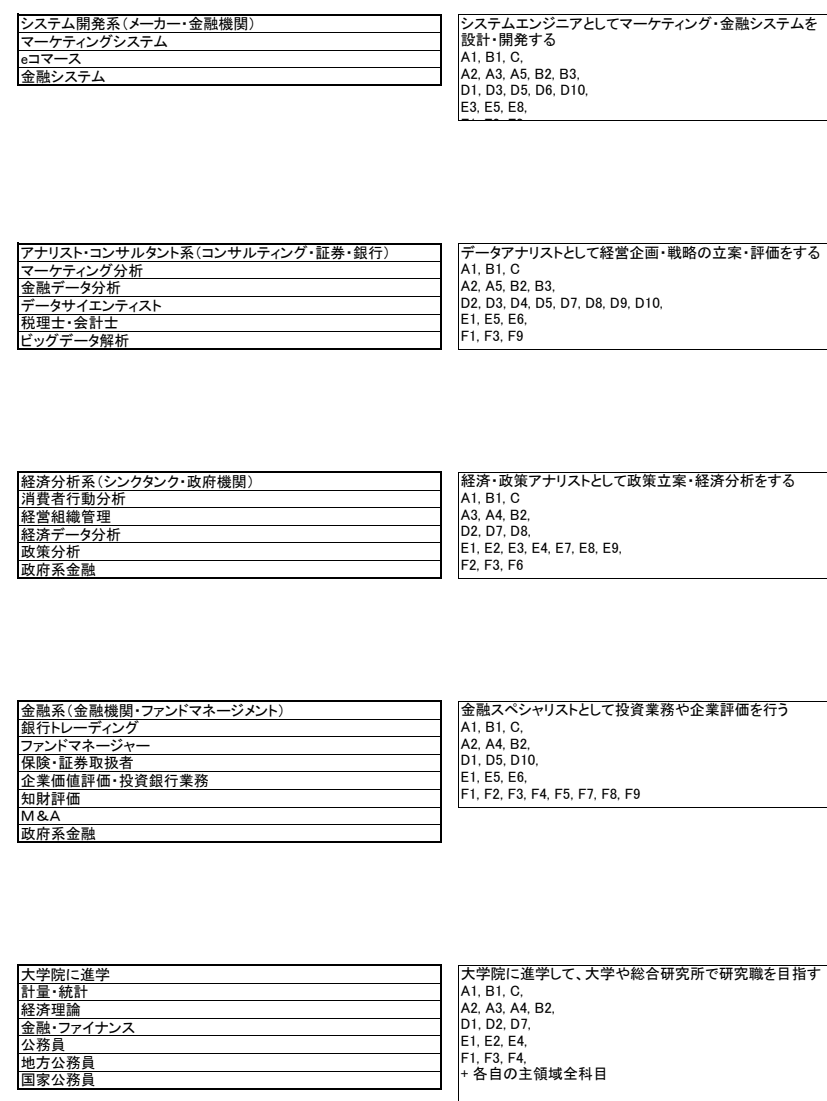 システム開発系（メーカー・金融機関）
マーケティングシステム
eコマース
金融システム
システムエンジニアとしてマーケティング・金融システムを
設計・開発する
A1, B1, C,
A2, A3, A5, B2, B3,
D1, D3, D5, D6, D10,
E3, E5, E8,
アナリスト・コンサルタント系（コンサルティング・証券・銀行）
マーケティング分析
金融データ分析
データサイエンティスト
税理士・会計士
ビッグデータ解析
データアナリストとして経営企画・戦略の立案・評価をする
A1, B1, C
A2, A5, B2, B3,
D2, D3, D4, D5, D7, D8, D9, D10,
E1, E5, E6,
F1, F3, F9
経済分析系（シンクタンク・政府機関）
消費者行動分析
経営組織管理
経済データ分析
政策分析
政府系金融
経済・政策アナリストとして政策立案・経済分析をする
A1, B1, C
A3, A4, B2,
D2, D7, D8,
E1, E2, E3, E4, E7, E8, E9,
F2, F3, F6
金融系（金融機関・ファンドマネージメント）
銀行トレーディング
ファンドマネージャー
保険・証券取扱者
企業価値評価・投資銀行業務
知財評価
M＆A
政府系金融
金融スペシャリストとして投資業務や企業評価を行う
A1, B1, C,
A2, A4, B2,
D1, D5, D10,
E1, E5, E6,
F1, F2, F3, F4, F5, F7, F8, F9
大学院に進学
計量・統計
経済理論
金融・ファイナンス
公務員
地方公務員
国家公務員
大学院に進学して、大学や総合研究所で研究職を目指す
A1, B1, C,
A2, A3, A4, B2,
D1, D2, D7,
E1, E2, E4,
F1, F3, F4,
+ 各自の主領域全科目